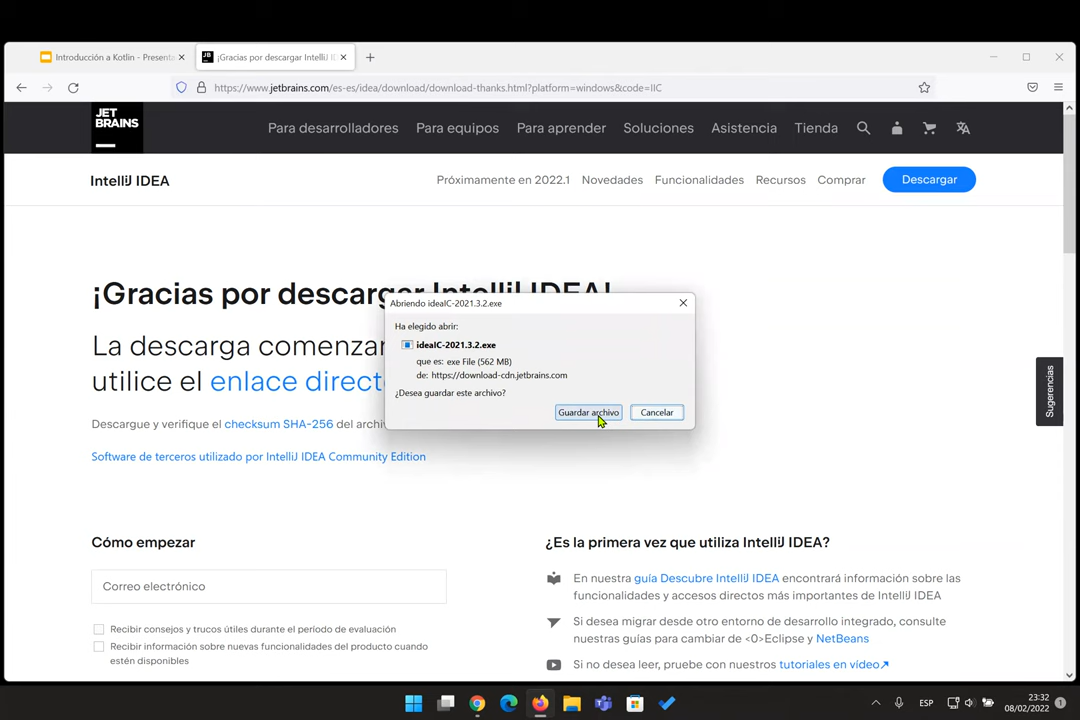 Introducción a Kotlin - Presenta
JB
¡Gracias por descargar IntelliJ I
https://www.jetbrains.com/es-es/idea/download/download-thanks.html?platform=windows&code=IIC
JET
BRAINS
Para desarrolladores
Para equipos
Para aprender
Soluciones
Asistencia
Tienda
IntelliJ IDEA
Próximamente en 2022.1
Novedades
Funcionalidades
Recursos
Comprar
Descargar
¡Gracias por descargar IntelliJ IDEA!
La descarga comenza
utilice el enlace direct
Descargue y verifique el checksum SHA-256 del archi
Software de terceros utilizado por IntelliJ IDEA Community Edition
Abriendo ideaIC-2021.3.2.exe
Ha elegido abrir:
ideaIC-2021.3.2.exe
que es: exe File (562 MB)
de: https://download-cdn.jetbrains.com
¿Desea guardar este archivo?
Guardar archivo
Cancelar
Sugerencias
Cómo empezar
Correo electrónico
Recibir consejos y trucos útiles durante el período de evaluación
Recibir información sobre nuevas funcionalidades del producto cuando
estén disponibles
¿Es la primera vez que utiliza IntelliJ IDEA?
En nuestra guía Descubre IntelliJ IDEA encontrará información sobre las
funcionalidades y accesos directos más importantes de IntelliJ IDEA
Si desea migrar desde otro entorno de desarrollo integrado, consulte
nuestras guías para cambiar de <0>Eclipse y NetBeans
Si no desea leer, pruebe con nuestros tutoriales en vídeo↗
ESP
23:32
08/02/2022
1